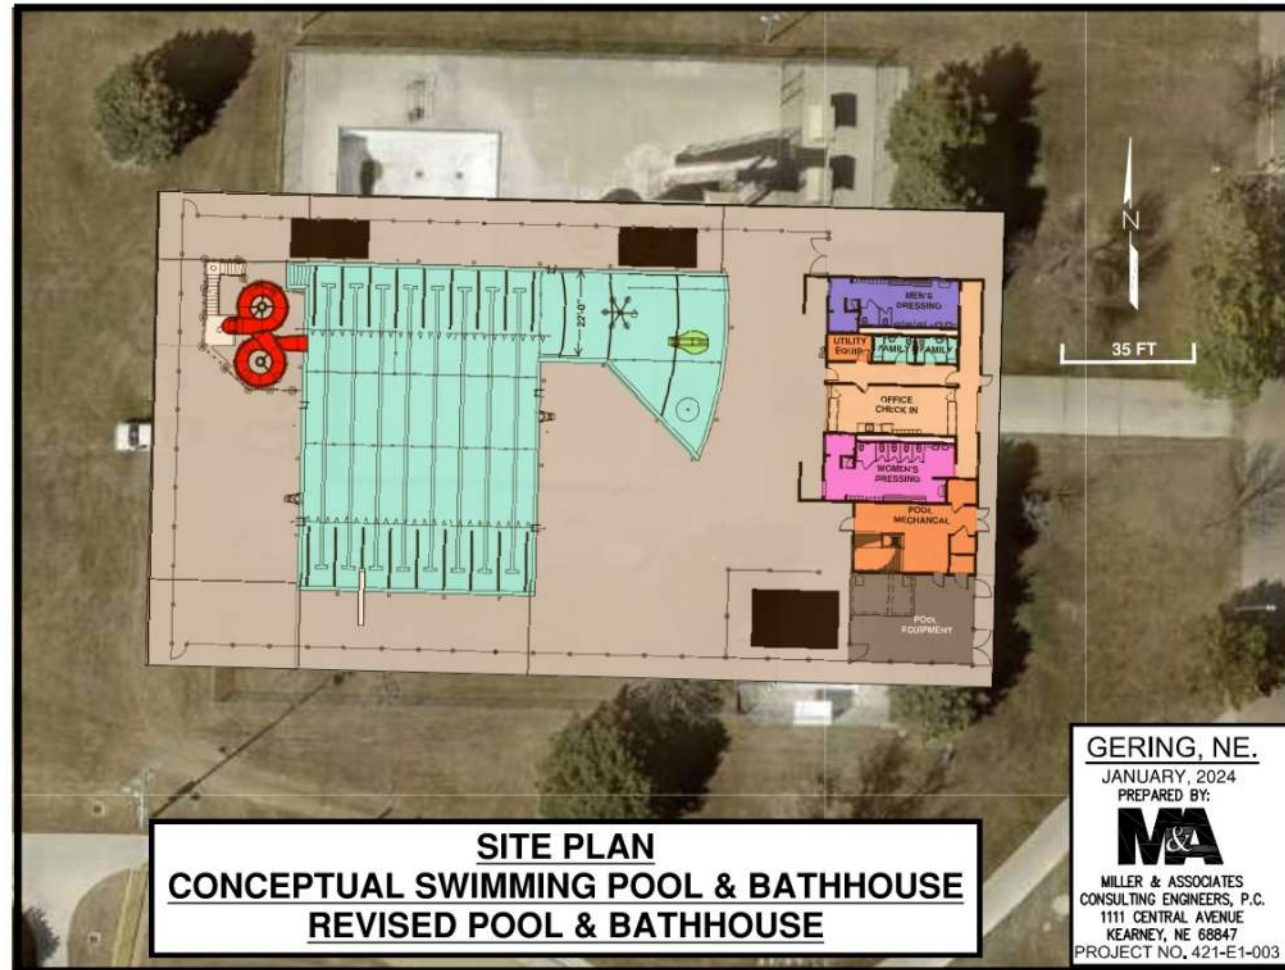 N
35 FT
22'-0"
MEN'S
DRESSING
UTILITY
EQUIP
FAMILY
FAMILY
OFFICE
CHECK IN
WOMEN'S
DRESSING
POOL
MECHANCAL
POOL
EQUIPMENT
SITE PLAN
CONCEPTUAL SWIMMING POOL & BATHHOUSE
REVISED POOL & BATHHOUSE
GERING, NE.
JANUARY, 2024
PREPARED BY:
M&A
MILLER & ASSOCIATES
CONSULTING ENGINEERS, P.C.
1111 CENTRAL AVENUE
KEARNEY, NE 68847
PROJECT NO. 421-E1-003